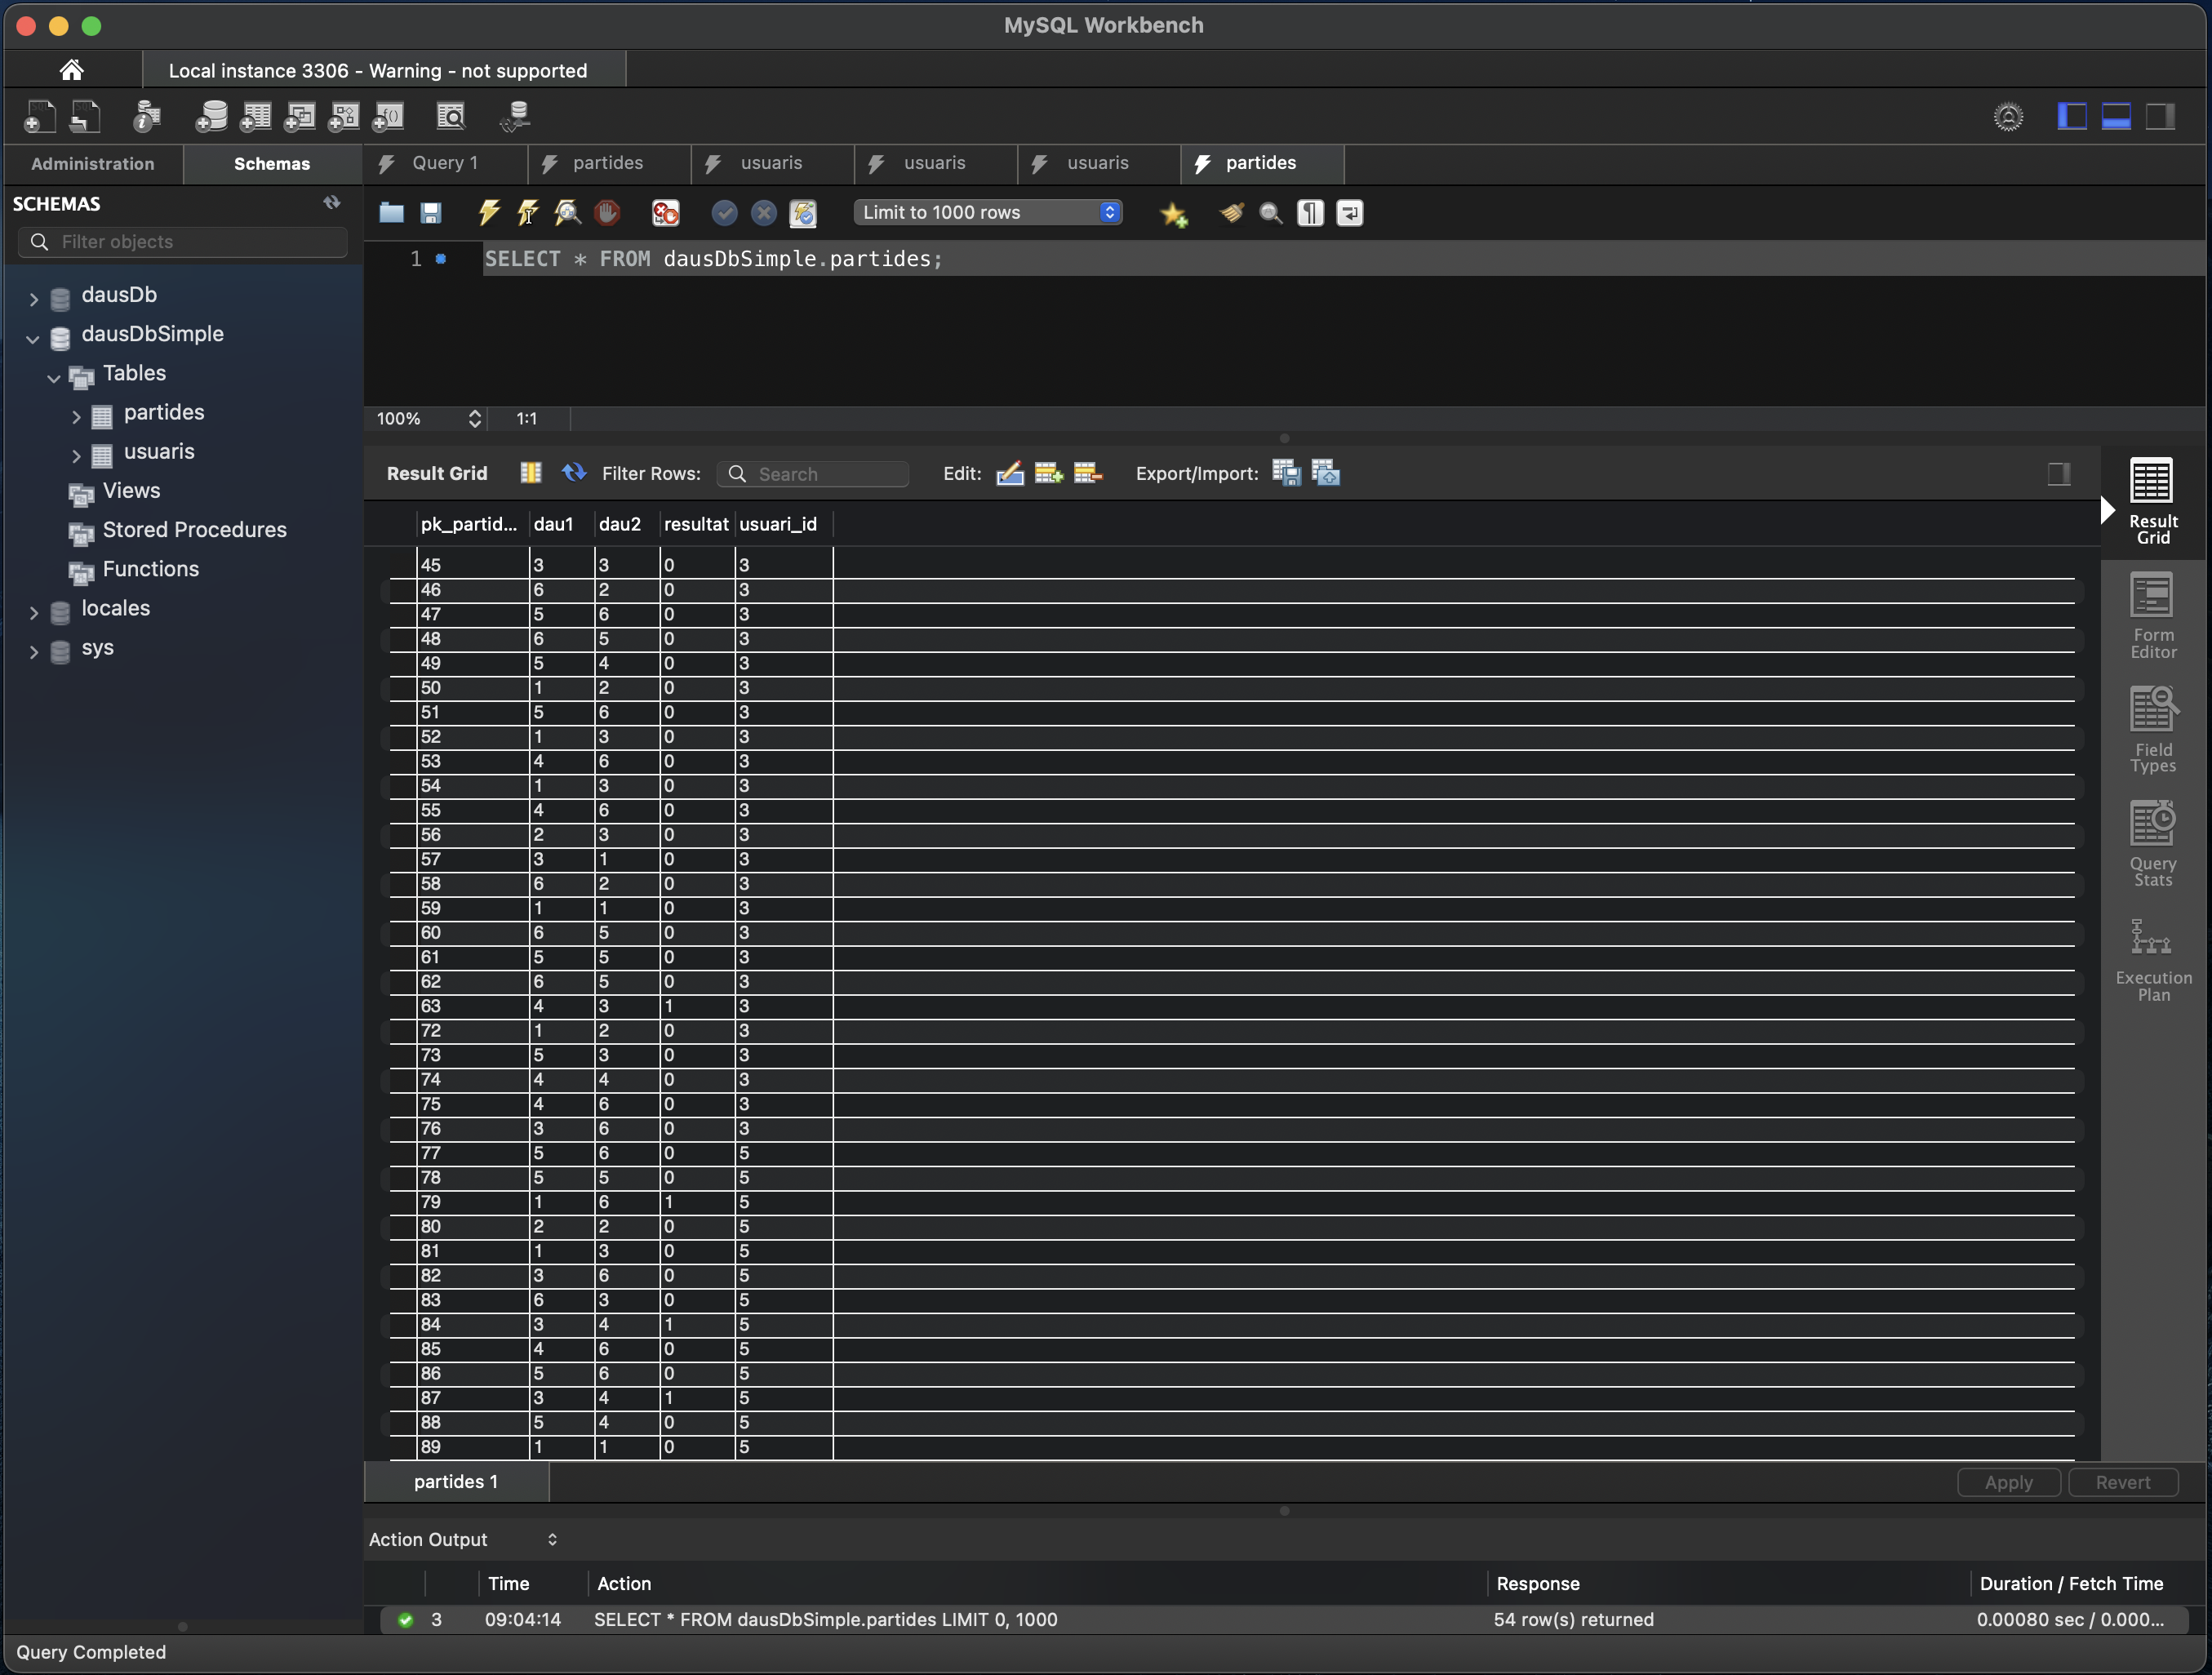 MySQL Workbench
Local instance 3306 - Warning - not supported
Administration Schemas
Query 1 partides usuaris usuaris usuaris partides
SCHEMAS
Filter objects
Limit to 1000 rows
1 SELECT * FROM dausDbSimple.partides;
dausDb
dausDbSimple
Tables
partides
usuaris
Views
Stored Procedures
Functions
locales
sys
100% 1:1
Result Grid Filter Rows: Search Edit: Export/Import:
pk_partid... dau1 dau2 resultat usuari_id
45 3 3 0 3
46 6 2 0 3
47 5 6 0 3
48 6 5 0 3
49 5 4 0 3
50 1 2 0 3
51 5 6 0 3
52 1 3 0 3
53 4 6 0 3
54 1 3 0 3
55 4 6 0 3
56 2 3 0 3
57 3 1 0 3
58 6 2 0 3
59 1 1 0 3
60 6 5 0 3
61 5 5 0 3
62 6 5 0 3
63 4 3 1 3
72 1 2 0 3
73 5 3 0 3
74 4 4 0 3
75 4 6 0 3
76 3 6 0 3
77 5 6 0 5
78 5 5 0 5
79 1 6 1 5
80 2 2 0 5
81 1 3 0 5
82 3 6 0 5
83 6 3 0 5
84 3 4 1 5
85 4 6 0 5
86 5 6 0 5
87 3 4 1 5
88 5 4 0 5
89 1 1 0 5
Result
Grid
Form
Editor
Field
Types
Query
Stats
Execution
Plan
partides 1 Apply Revert
Action Output
Time Action Response Duration / Fetch Time
3 09:04:14 SELECT * FROM dausDbSimple.partides LIMIT 0, 1000 54 row(s) returned 0.00080 sec / 0.000...
Query Completed